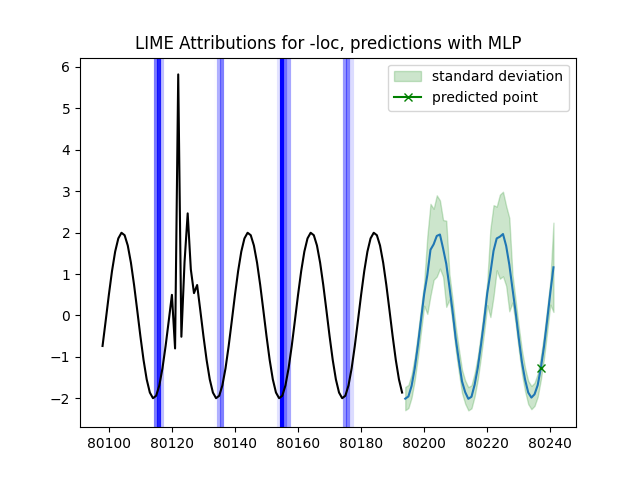 LIME Attributions for -loc, predictions with MLP
standard deviation
predicted point
6
5
4
3
2
1
0
−1
−2
80100 80120 80140 80160 80180 80200 80220 80240